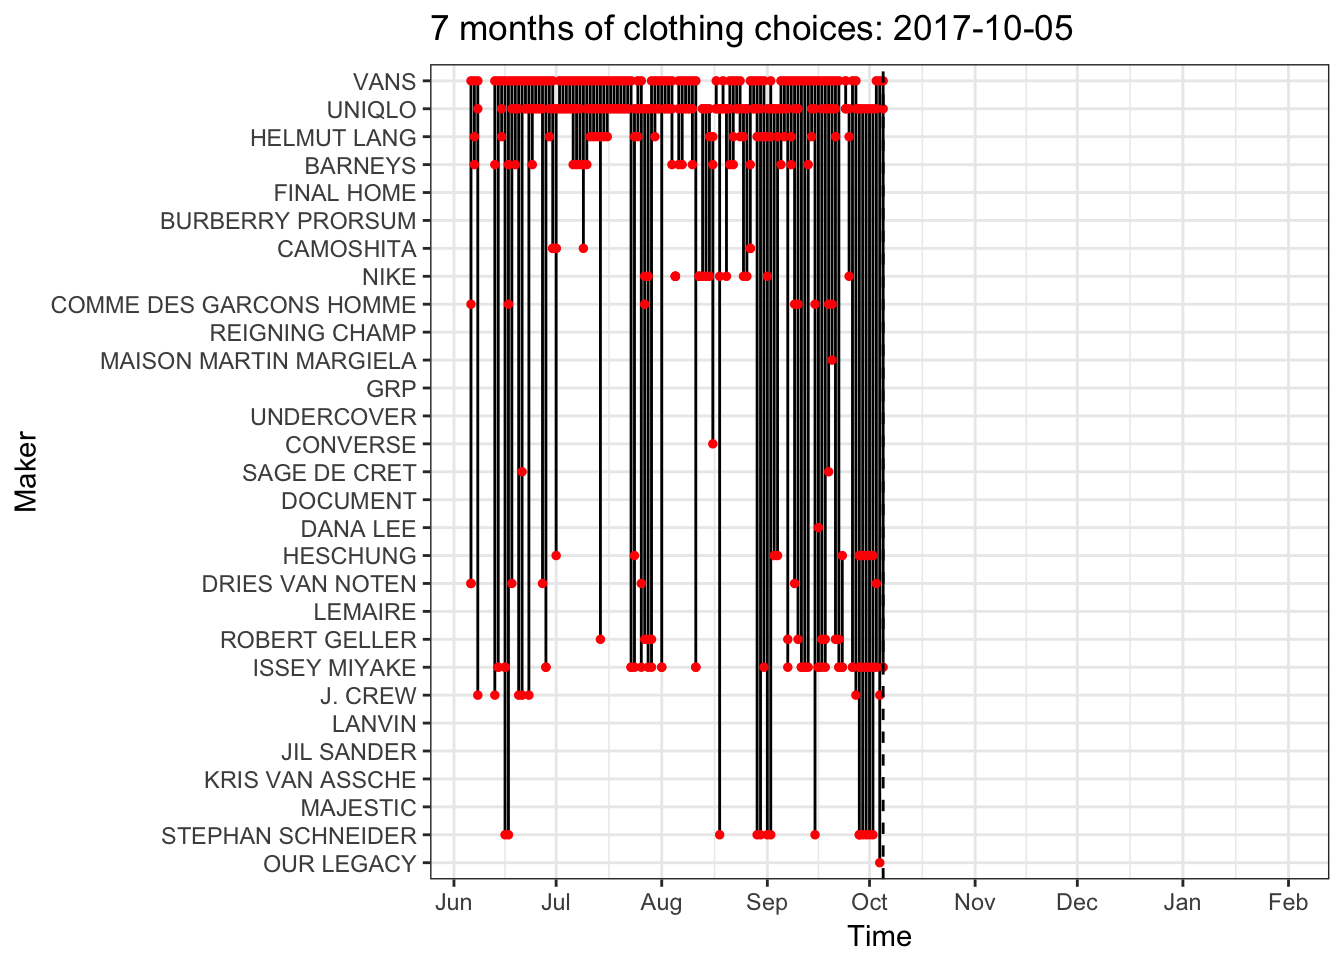 7 months of clothing choices: 2017-10-05
VANS
UNIQLO
HELMUT LANG
BARNEYS
FINAL HOME
BURBERRY PRORSUM
CAMOSHITA
NIKE
COMME DES GARCONS HOMME
REIGNING CHAMP
MAISON MARTIN MARGIELA
GRP
UNDERCOVER
CONVERSE
SAGE DE CRET
DOCUMENT
DANA LEE
HESCHUNG
DRIES VAN NOTEN
LEMAIRE
ROBERT GELLER
ISSEY MIYAKE
J. CREW
LANVIN
JIL SANDER
KRIS VAN ASSCHE
MAJESTIC
STEPHAN SCHNEIDER
OUR LEGACY
Maker
Jun Jul Aug Sep Oct Nov Dec Jan Feb
Time